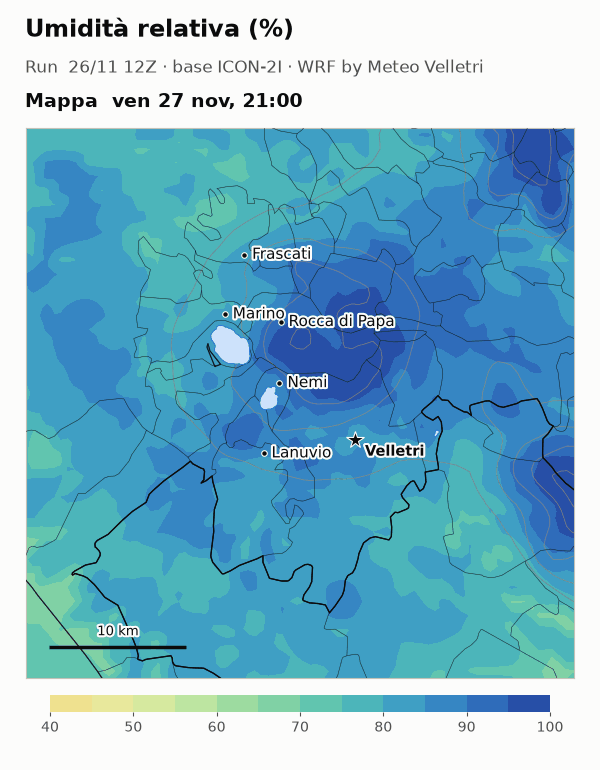 Umidità relativa (%)
Run  26/11 12Z · base ICON-2I · WRF by Meteo Velletri
Mappa  ven 27 nov, 21:00
Frascati
Marino
Rocca di Papa
Nemi
Velletri
Lanuvio
10 km
40 50 60 70 80 90 100